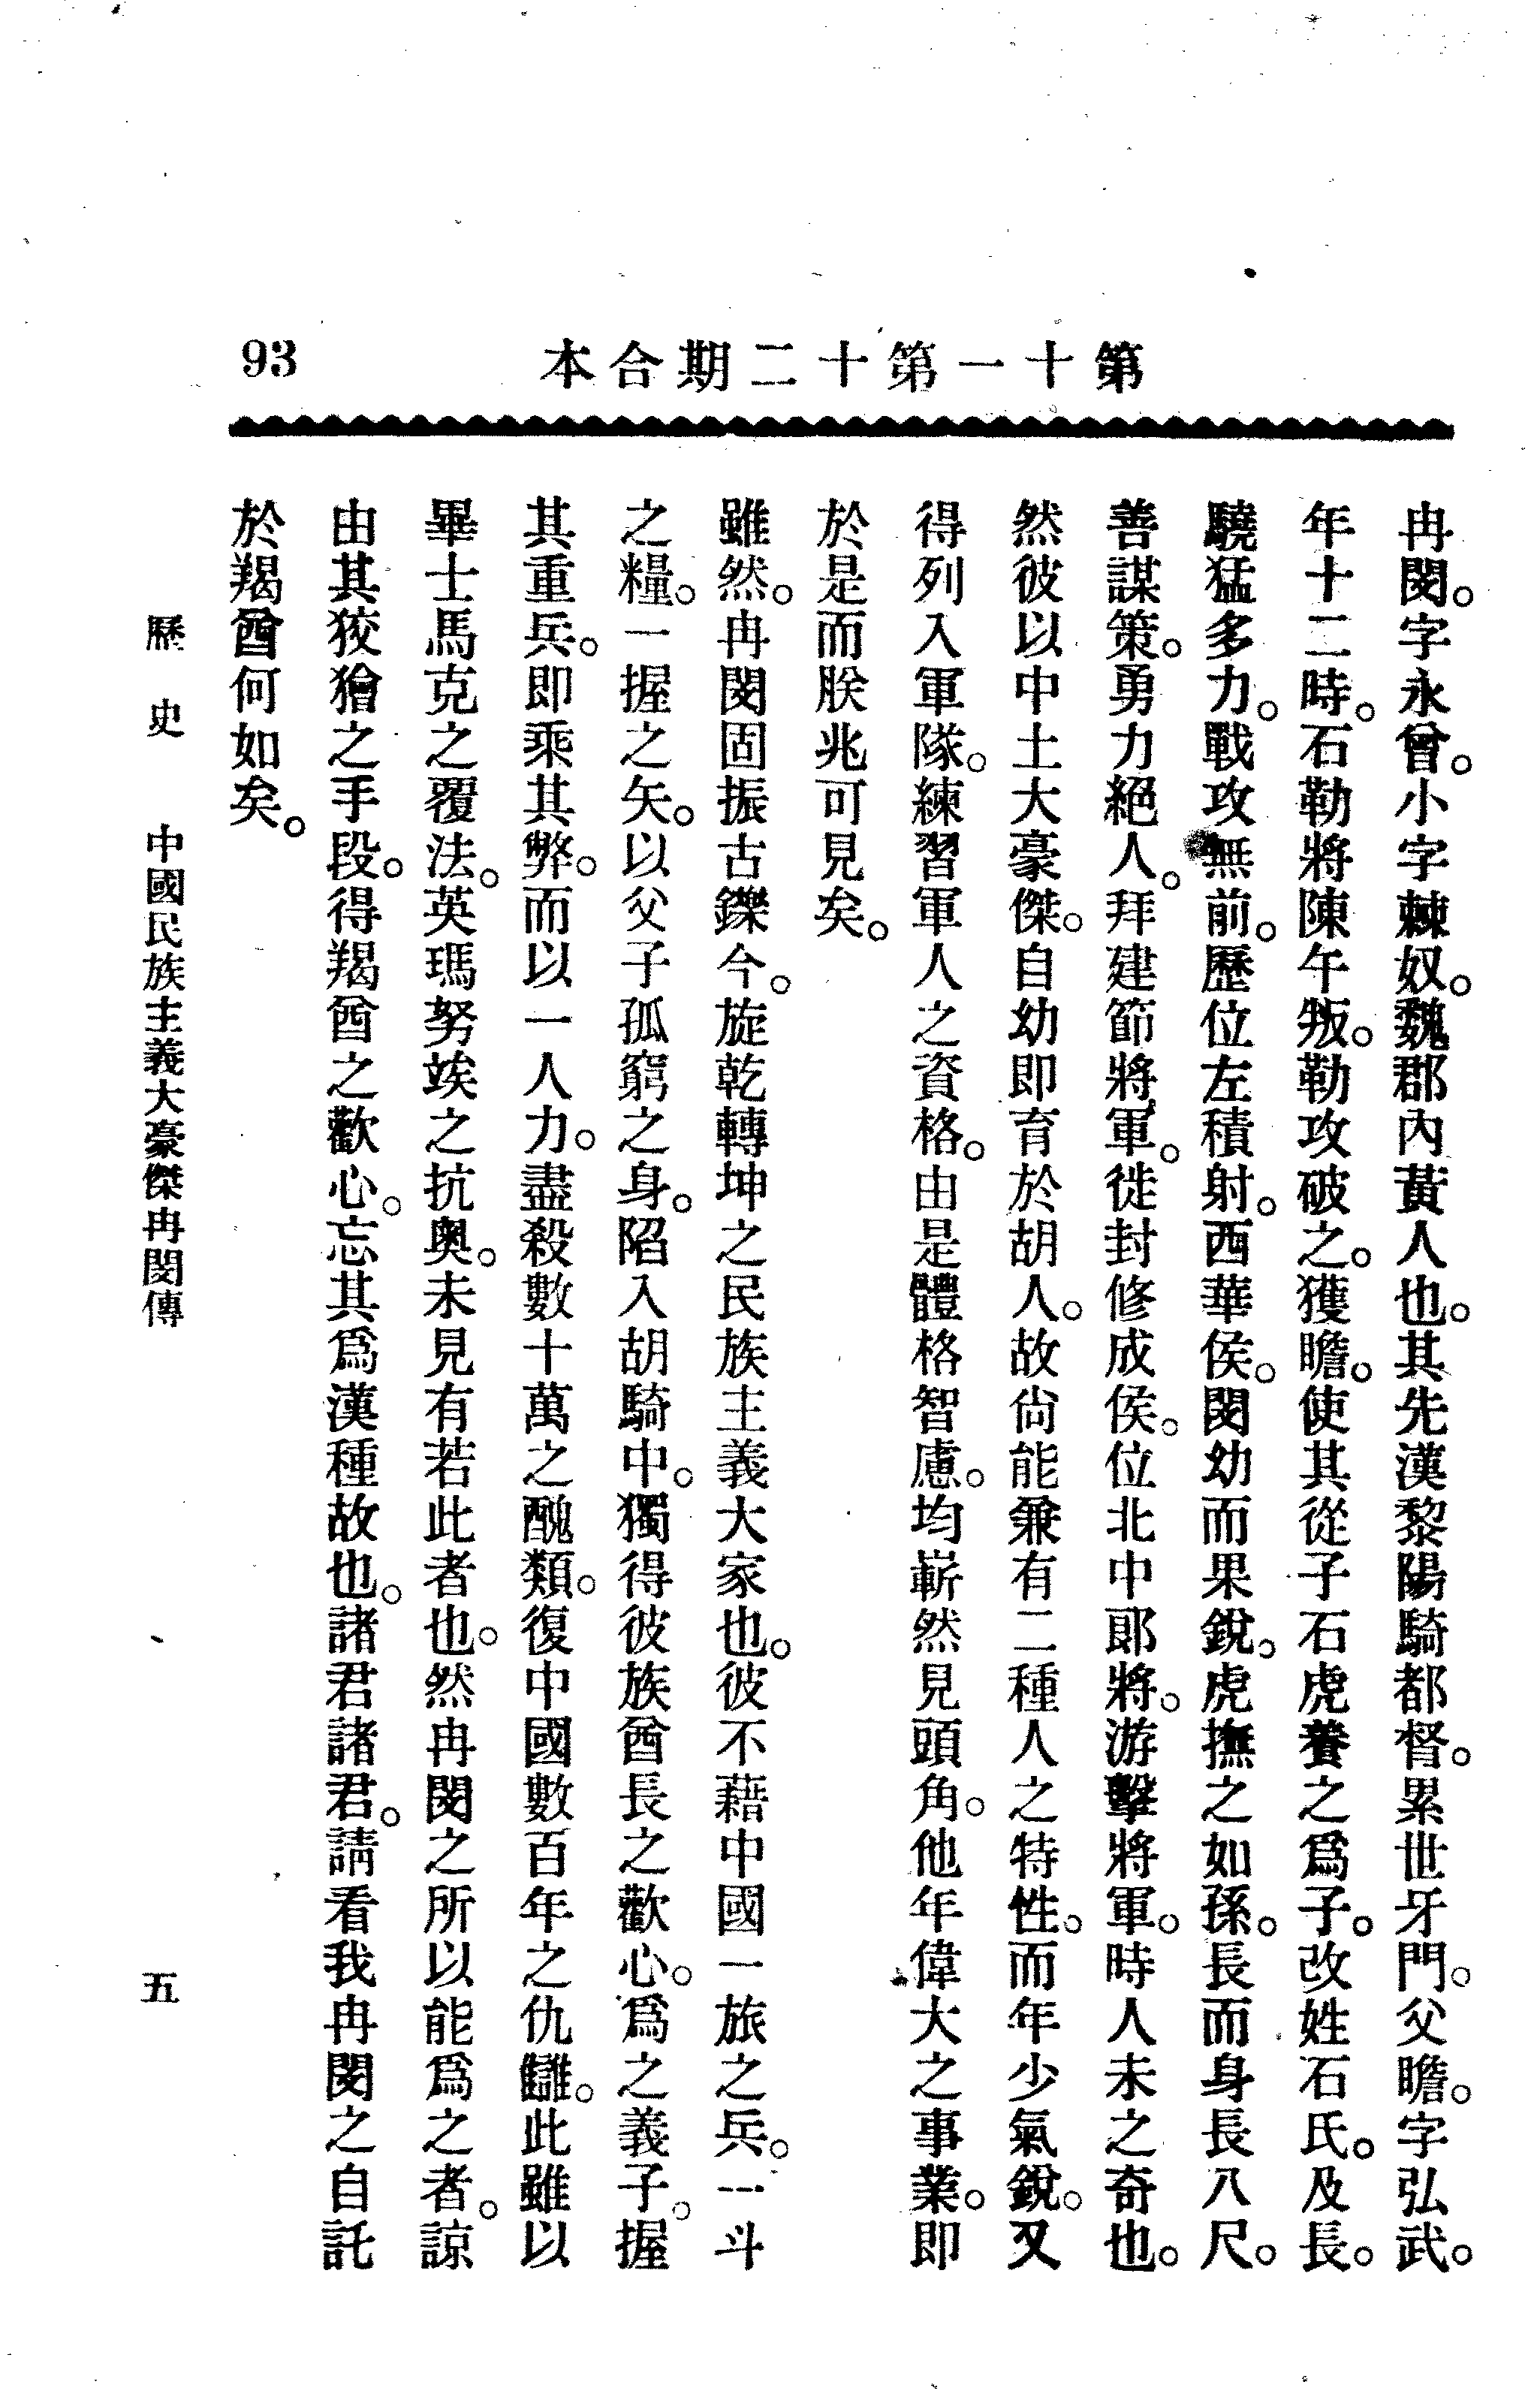 第十一第十二期合本
93
冉閔。字永曾。小字棘奴。魏郡內黃人也。其先漢黎陽騎都督。累世牙門。父瞻。字弘武。
年十二時。石勒將陳午叛。勒攻破之。獲瞻。使其從子石虎養之爲子。改姓石氏。及長。
驍猛多力。戰攻無前。歷位左積射。西華侯。閔幼而果銳。虎撫之如孫。長而身長八尺。
善謀策。勇力絕人。拜建節將軍。徙封修成侯。位北中郞將。游擊將軍。時人未之奇也。
然彼以中土大豪傑。自幼即育於胡人。故尙能兼有二種人之特性。而年少氣銳。又
得列入軍隊。練習軍人之資格。由是體格智慮。均嶄然見頭角。他年偉大之事業。即
於是而朕兆可見矣。
雖然。冉閔固振古鑠今。旋乾轉坤之民族主義大家也。彼不藉中國一旅之兵。一斗
之糧。一握之矢。以父子孤窮之身。陷入胡騎中。獨得彼族酋長之歡心。爲之義子。握
其重兵。即乘其弊。而以一人力。盡殺數十萬之醜類。復中國數百年之仇讎。此雖以
畢士馬克之覆法。英瑪努埃之抗奧。未見有若此者也。然冉閔之所以能爲之者。諒
由其狡獪之手段。得羯酋之歡心。忘其爲漢種故也。諸君諸君。請看我冉閔之自託
於羯酋何如矣。
歷史 中國民族主義大豪傑冉閔傳 五